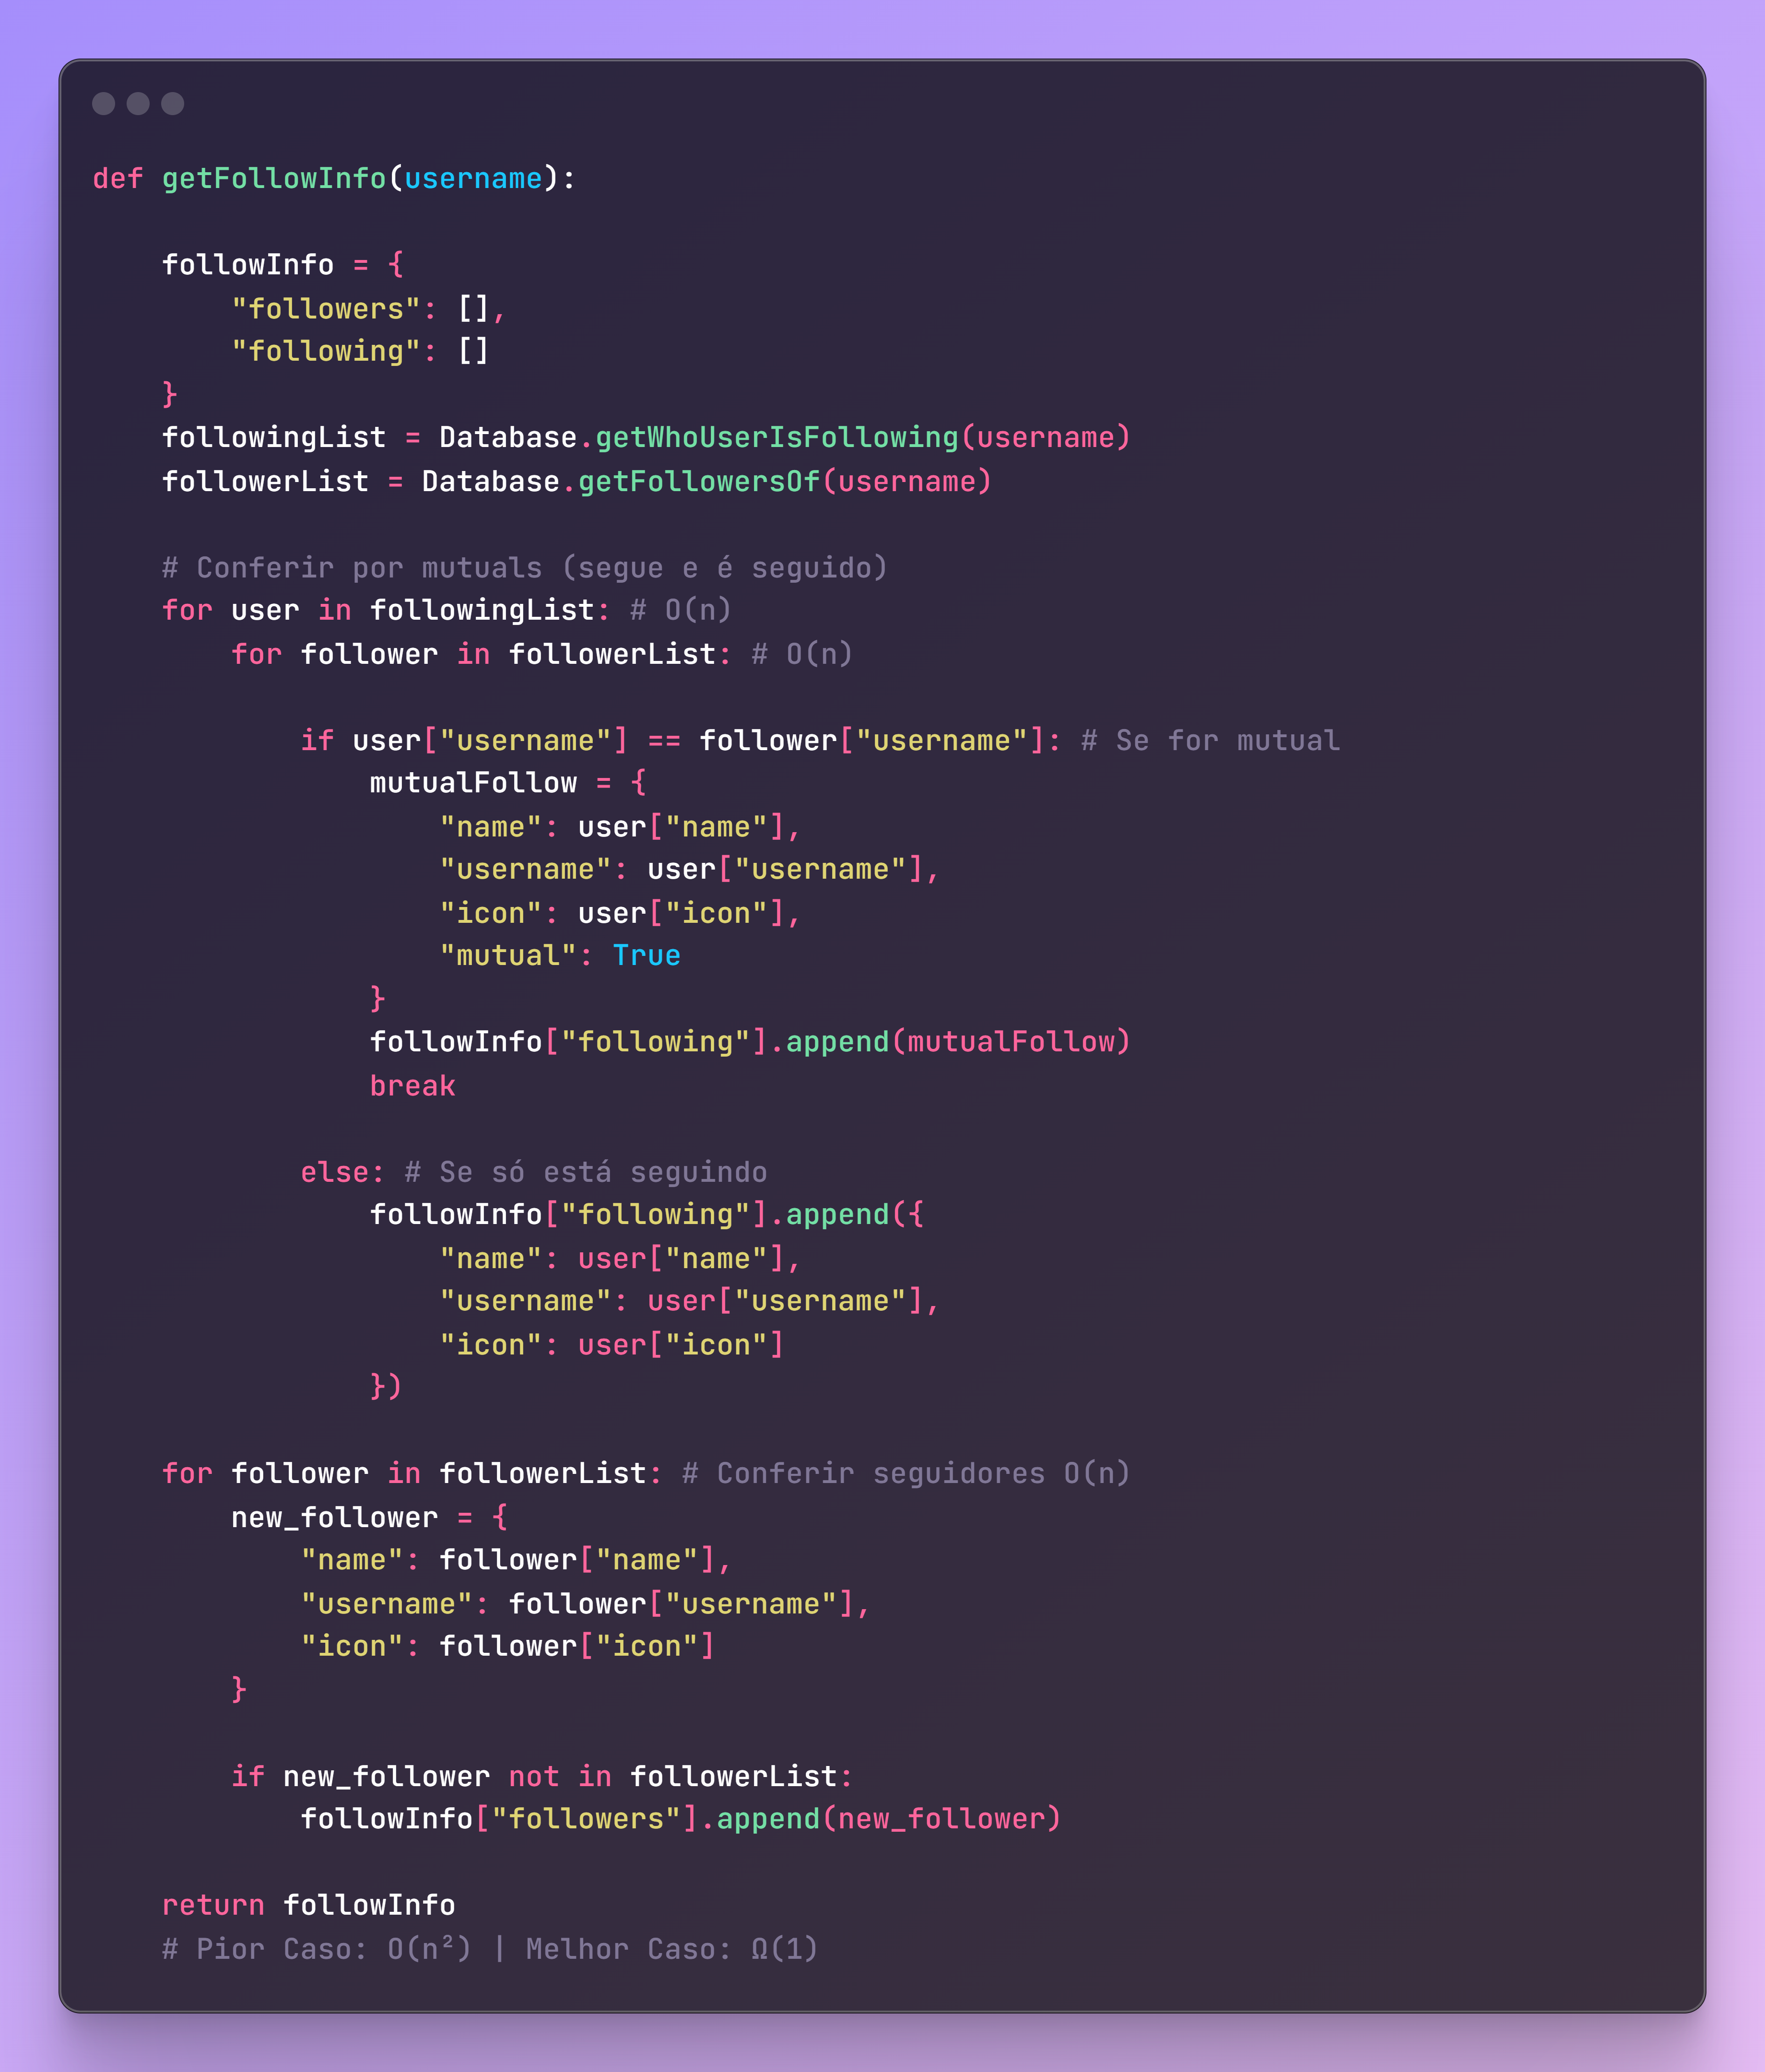 def getFollowInfo(username):
    followInfo = {
        "followers": [],
        "following": []
    }
    followingList = Database.getWhoUserIsFollowing(username)
    followerList = Database.getFollowersOf(username)
    # Conferir por mutuals (segue e é seguido)
    for user in followingList: # O(n)
        for follower in followerList: # O(n)
            if user["username"] == follower["username"]: # Se for mutual
                mutualFollow = {
                    "name": user["name"],
                    "username": user["username"],
                    "icon": user["icon"],
                    "mutual": True
                }
                followInfo["following"].append(mutualFollow)
                break
            else: # Se só está seguindo
                followInfo["following"].append({
                    "name": user["name"],
                    "username": user["username"],
                    "icon": user["icon"]
                })
    for follower in followerList: # Conferir seguidores O(n)
        new_follower = {
            "name": follower["name"],
            "username": follower["username"],
            "icon": follower["icon"]
        }
        if new_follower not in followerList:
            followInfo["followers"].append(new_follower)
    return followInfo
    # Pior Caso: O(n²) | Melhor Caso: Ω(1)